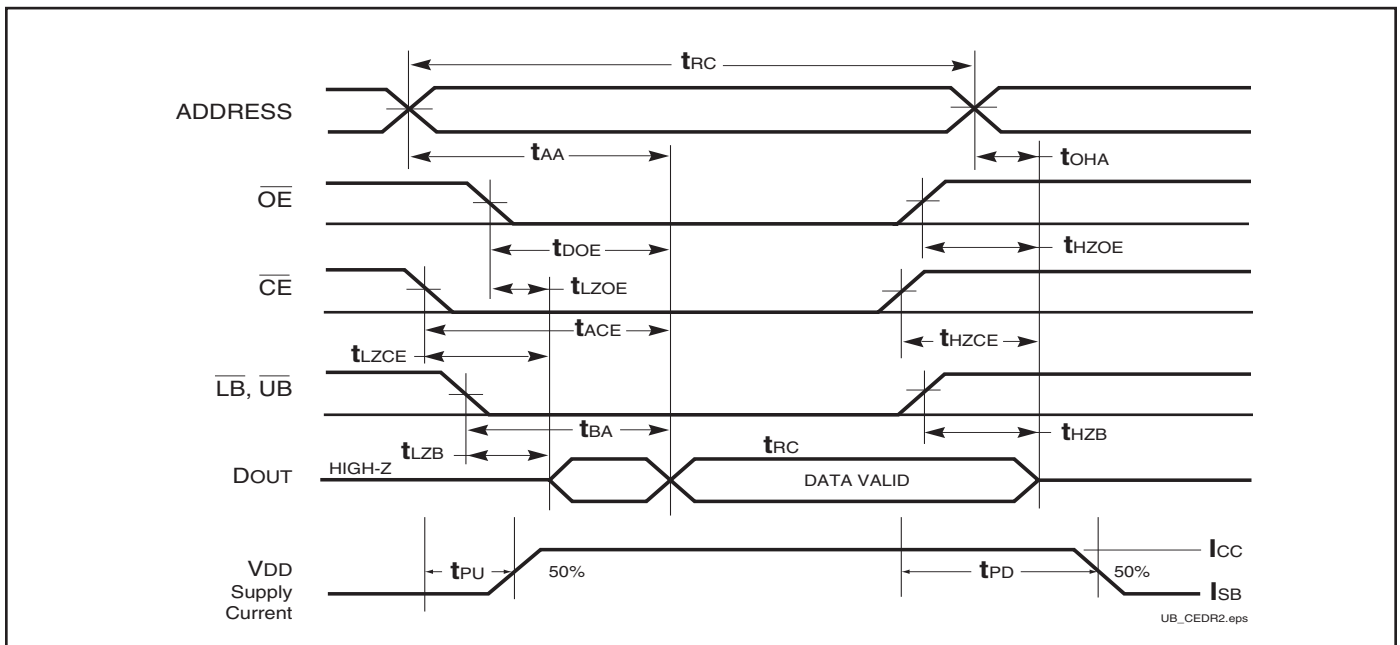 tRC
ADDRESS
tAA
tOHA
OE
tDOE
tHZOE
CE
tLZOE
tACE
tHZCE
tLZCE
LB, UB
tBA
tHZB
tLZB
tRC
DOUT
HIGH-Z
DATA VALID
ICC
VDD
Supply
Current
tPU
50%
tPD
50%
ISB
UB_CEDR2.eps